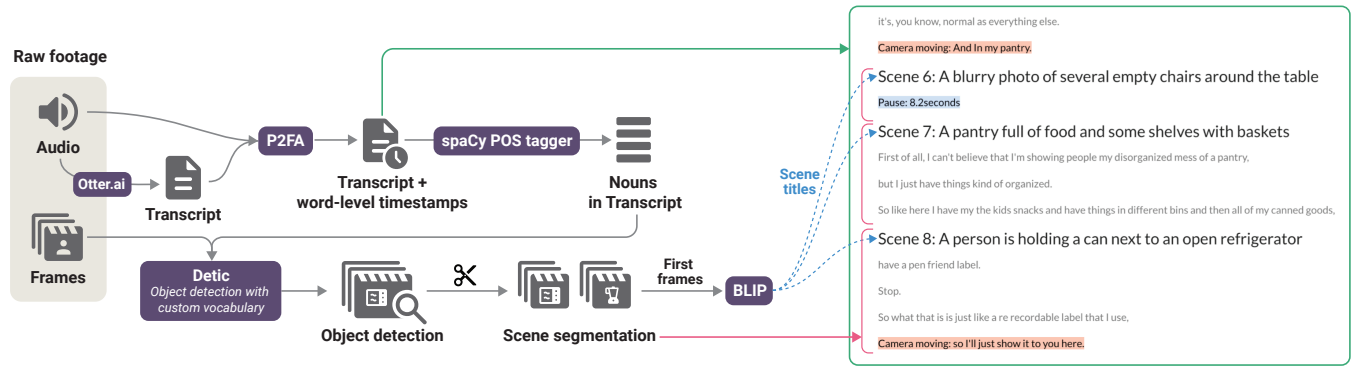 Raw footage
Audio
Otter.ai
Transcript
Frames
P2FA
Transcript +
word-level timestamps
spaCy POS tagger
Nouns
in Transcript
Detic
Object detection with
custom vocabulary
Object detection
Scene segmentation
First
frames
BLIP
Scene
titles
it's, you know, normal as everything else.
Camera moving: And In my pantry.
Scene 6: A blurry photo of several empty chairs around the table
Pause: 8.2seconds
Scene 7: A pantry full of food and some shelves with baskets
First of all, I can't believe that I'm showing people my disorganized mess of a pantry,
but I just have things kind of organized.
So like here I have my the kids snacks and have things in different bins and then all of my canned goods,
Scene 8: A person is holding a can next to an open refrigerator
have a pen friend label.
Stop.
So what that is is just like a re recordable label that I use,
Camera moving: so I'll just show it to you here.